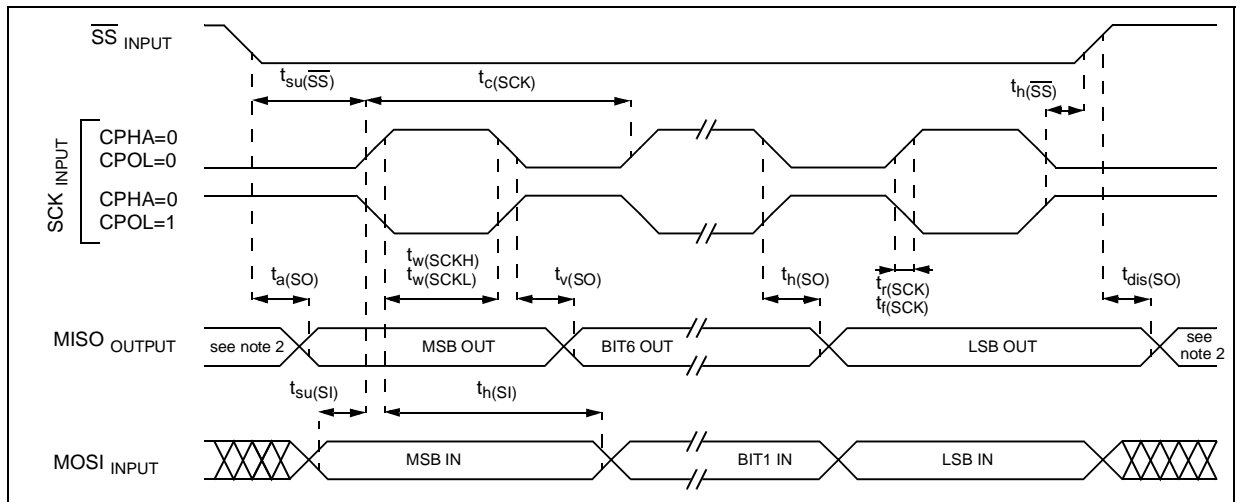 SS INPUT
tsu(SS)
tc(SCK)
th(SS)
SCK INPUT
CPHA=0
CPOL=0
CPHA=0
CPOL=1
ta(SO)
tw(SCKH)
tw(SCKL)
tv(SO)
th(SO)
tr(SCK)
tf(SCK)
tdis(SO)
MISO OUTPUT
see note 2
MSB OUT
BIT6 OUT
LSB OUT
see
note 2
tsu(SI)
th(SI)
MOSI INPUT
MSB IN
BIT1 IN
LSB IN